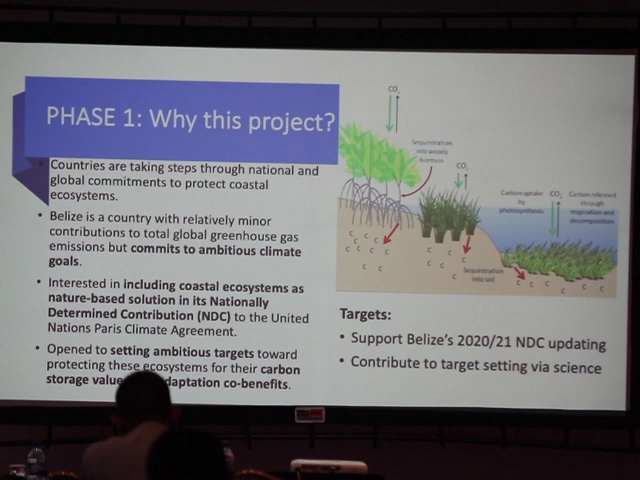 PHASE 1: Why this project?
Countries are taking steps through national and
global commitments to protect coastal
ecosystems.
• Belize is a country with relatively minor
contributions to total global greenhouse gas
emissions but commits to ambitious climate
goals.
• Interested in including coastal ecosystems as
nature-based solution in its Nationally
Determined Contribution (NDC) to the United
Nations Paris Climate Agreement.
• Opened to setting ambitious targets toward
protecting these ecosystems for their carbon
storage value adaptation co-benefits.
CO₂
Sequestration
into woody
biomass
CO₂
Carbon uptake
by
photosynthesis
CO₂
Carbon released
through
respiration and
decomposition
C C C C
C C C
C C
C C C
C C
C
Sequestration
into soil
C C C C C
Targets:
• Support Belize's 2020/21 NDC updating
• Contribute to target setting via science